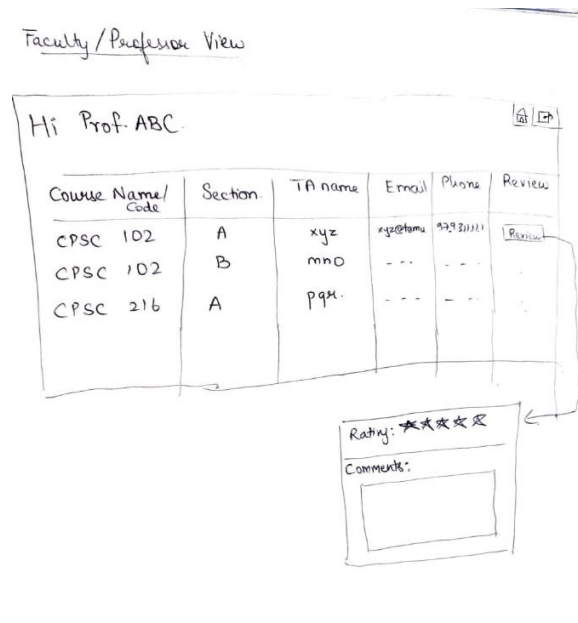 Faculty/Professor View
Hi Prof. ABC.
Course Name/Code Section. TA name Email Phone Review
CPSC 102 A xyz xyz@tamu Review
CPSC 102 B mno
CPSC 216 A pqr.
Rating:
Comments: